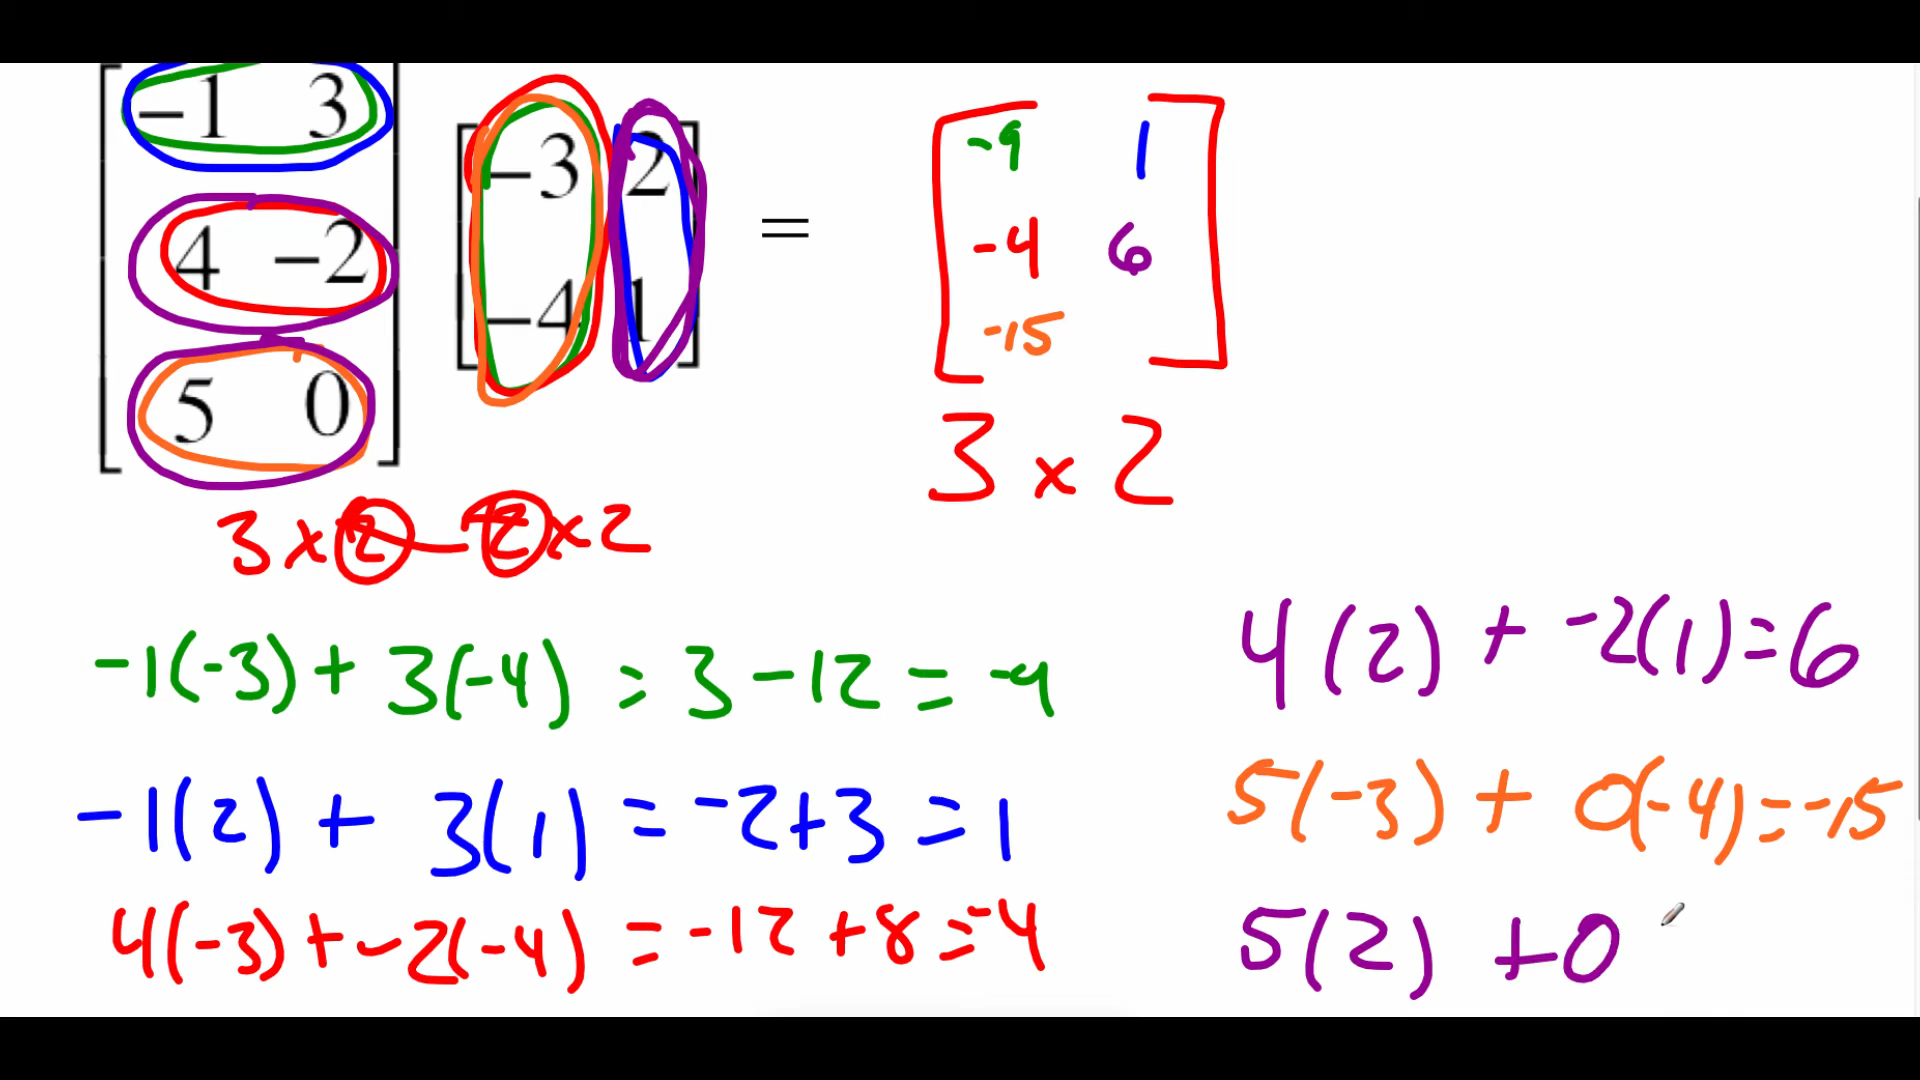 [-1 3] [-3 2] = [-9 1]
[4 -2] [-4 1] [-4 6]
[5 0] [-15]
3 x 2 2 x 2
3 x 2
-1(-3) + 3(-4) = 3 - 12 = -9
-1(2) + 3(1) = -2 + 3 = 1
4(-3) + -2(-4) = -12 + 8 = -4
4(2) + -2(1) = 6
5(-3) + 0(-4) = -15
5(2) + 0